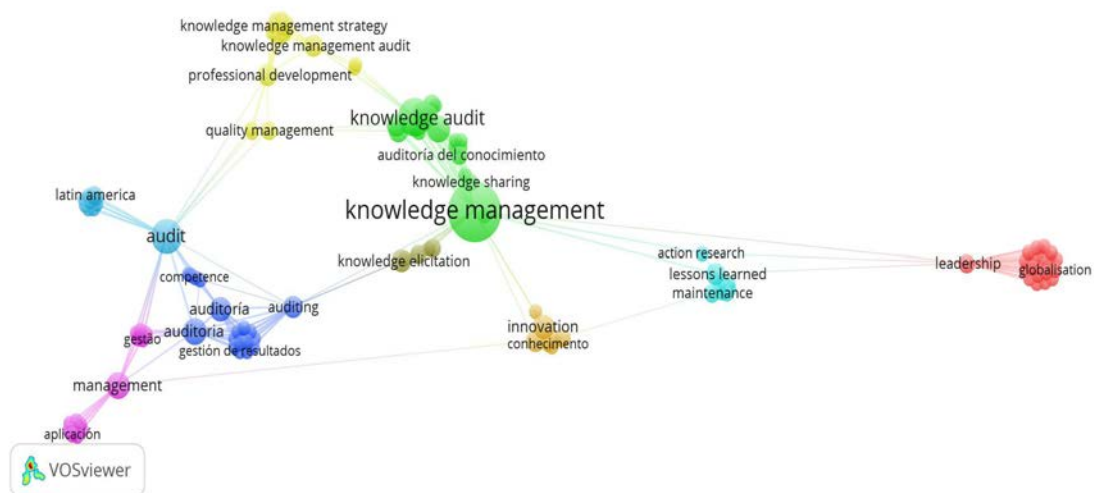 knowledge management strategy
knowledge management audit
professional development
knowledge audit
quality management
auditoría del conocimiento
knowledge sharing
latin america
knowledge management
audit
action research
knowledge elicitation
leadership
globalisation
lessons learned
competence
maintenance
auditoría
auditing
innovation
auditoria
gestão
conhecimento
gestión de resultados
management
aplicación
VOSviewer